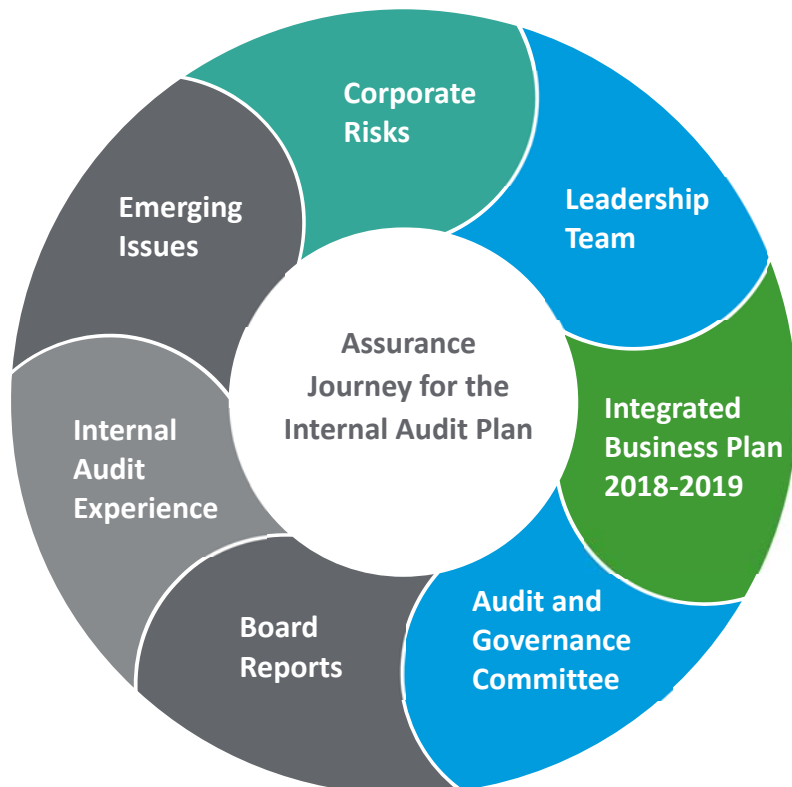 Corporate
Risks
Leadership
Team
Integrated
Business Plan
2018-2019
Audit and
Governance
Committee
Board
Reports
Internal
Audit
Experience
Emerging
Issues
Assurance
Journey for the
Internal Audit Plan